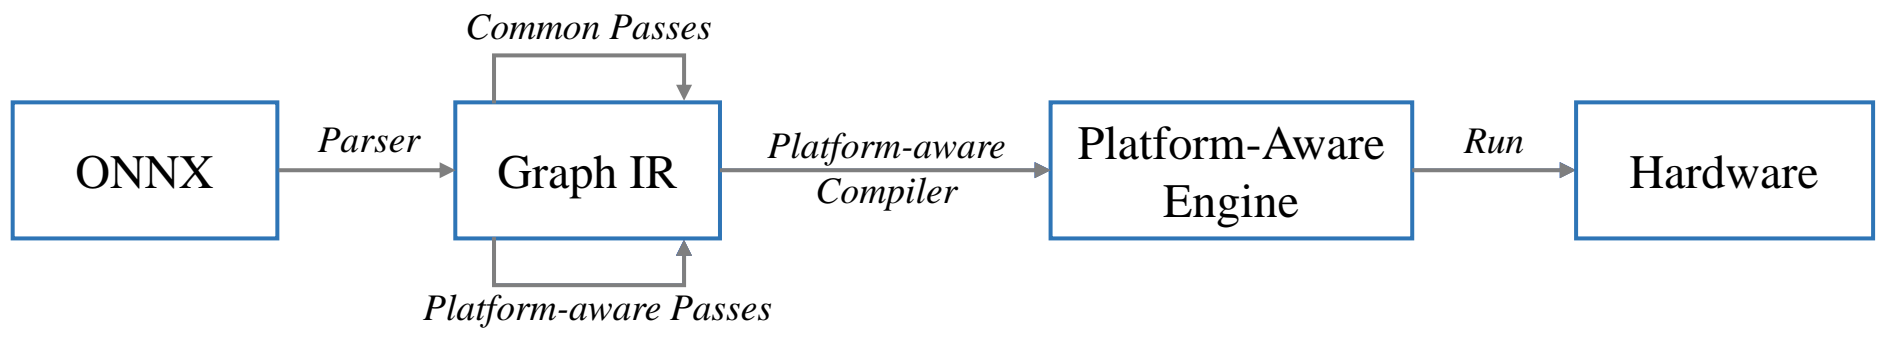 Common Passes
ONNX
Parser
Graph IR
Platform-aware
Compiler
Platform-Aware
Engine
Run
Hardware
Platform-aware Passes